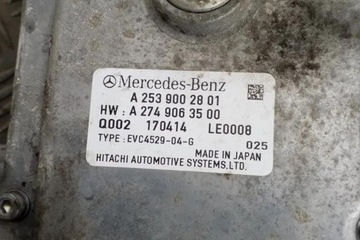 Mercedes-Benz
A 253 900 28 01
HW : A 274 906 35 00
Q002 170414 LE0008
TYPE : EVC4529-04-G 025
MADE IN JAPAN
HITACHI AUTOMOTIVE SYSTEMS,LTD.